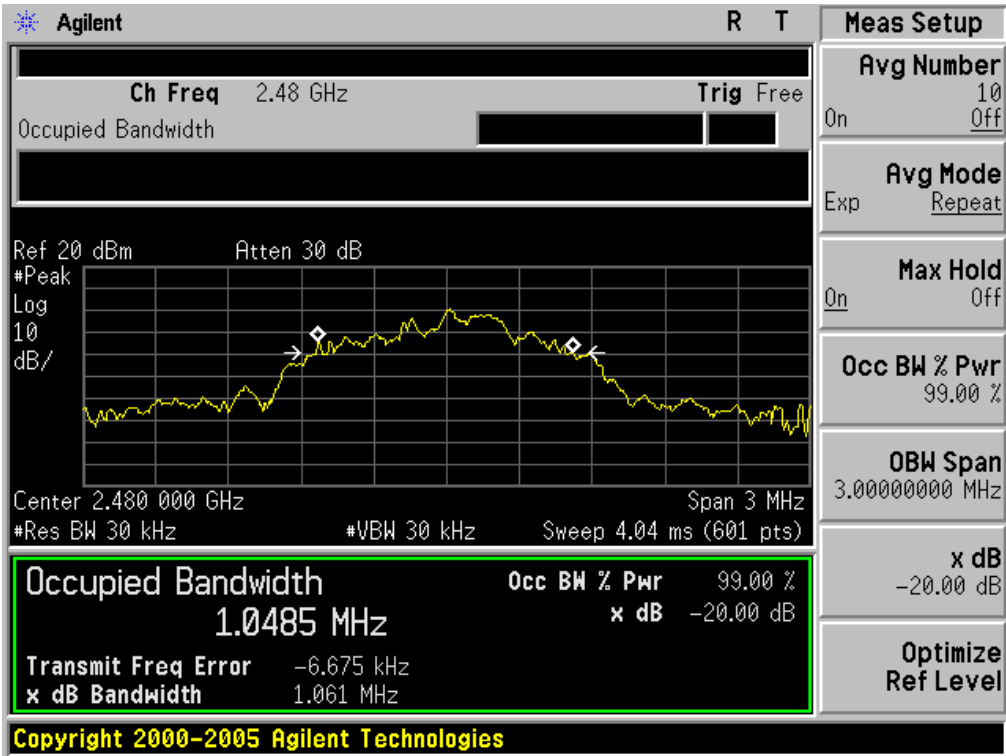 Agilent R T
Meas Setup
Ch Freq 2.48 GHz Trig Free
Occupied Bandwidth
Ref 20 dBm Atten 30 dB
#Peak
Log
10
dB/
Center 2.480 000 GHz Span 3 MHz
#Res BW 30 kHz #VBW 30 kHz Sweep 4.04 ms (601 pts)
Occupied Bandwidth Occ BW % Pwr 99.00 %
1.0485 MHz x dB -20.00 dB
Transmit Freq Error -6.675 kHz
x dB Bandwidth 1.061 MHz
Avg Number
10
On Off
Avg Mode
Exp Repeat
Max Hold
On Off
Occ BW % Pwr
99.00 %
OBW Span
3.00000000 MHz
x dB
-20.00 dB
Optimize
Ref Level
Copyright 2000-2005 Agilent Technologies